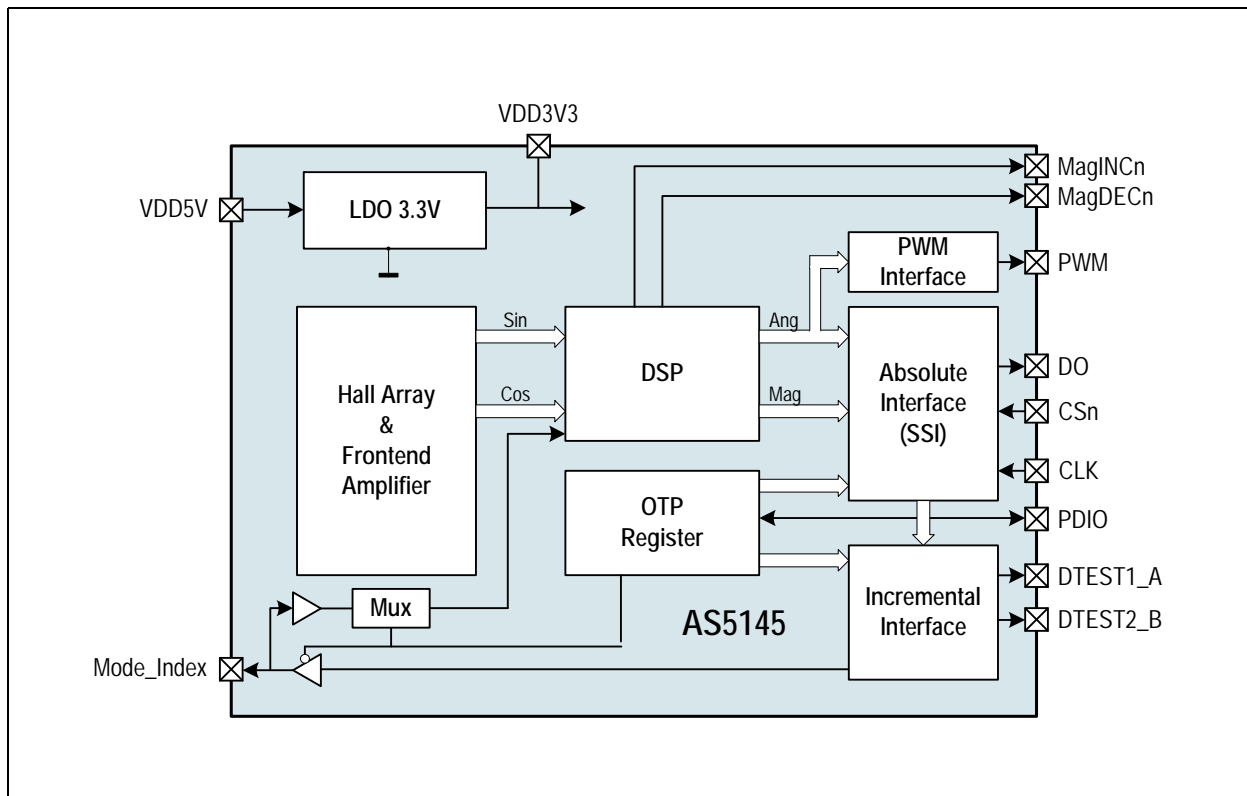 VDD3V3
MagINCn
MagDECn
VDD5V
LDO 3.3V
PWM
Interface
PWM
Sin
Ang
Hall Array
&
Frontend
Amplifier
Cos
DSP
Mag
Absolute
Interface
(SSI)
DO
CSn
CLK
OTP
Register
PDIO
Mux
AS5145
Incremental
Interface
DTEST1_A
DTEST2_B
Mode_Index